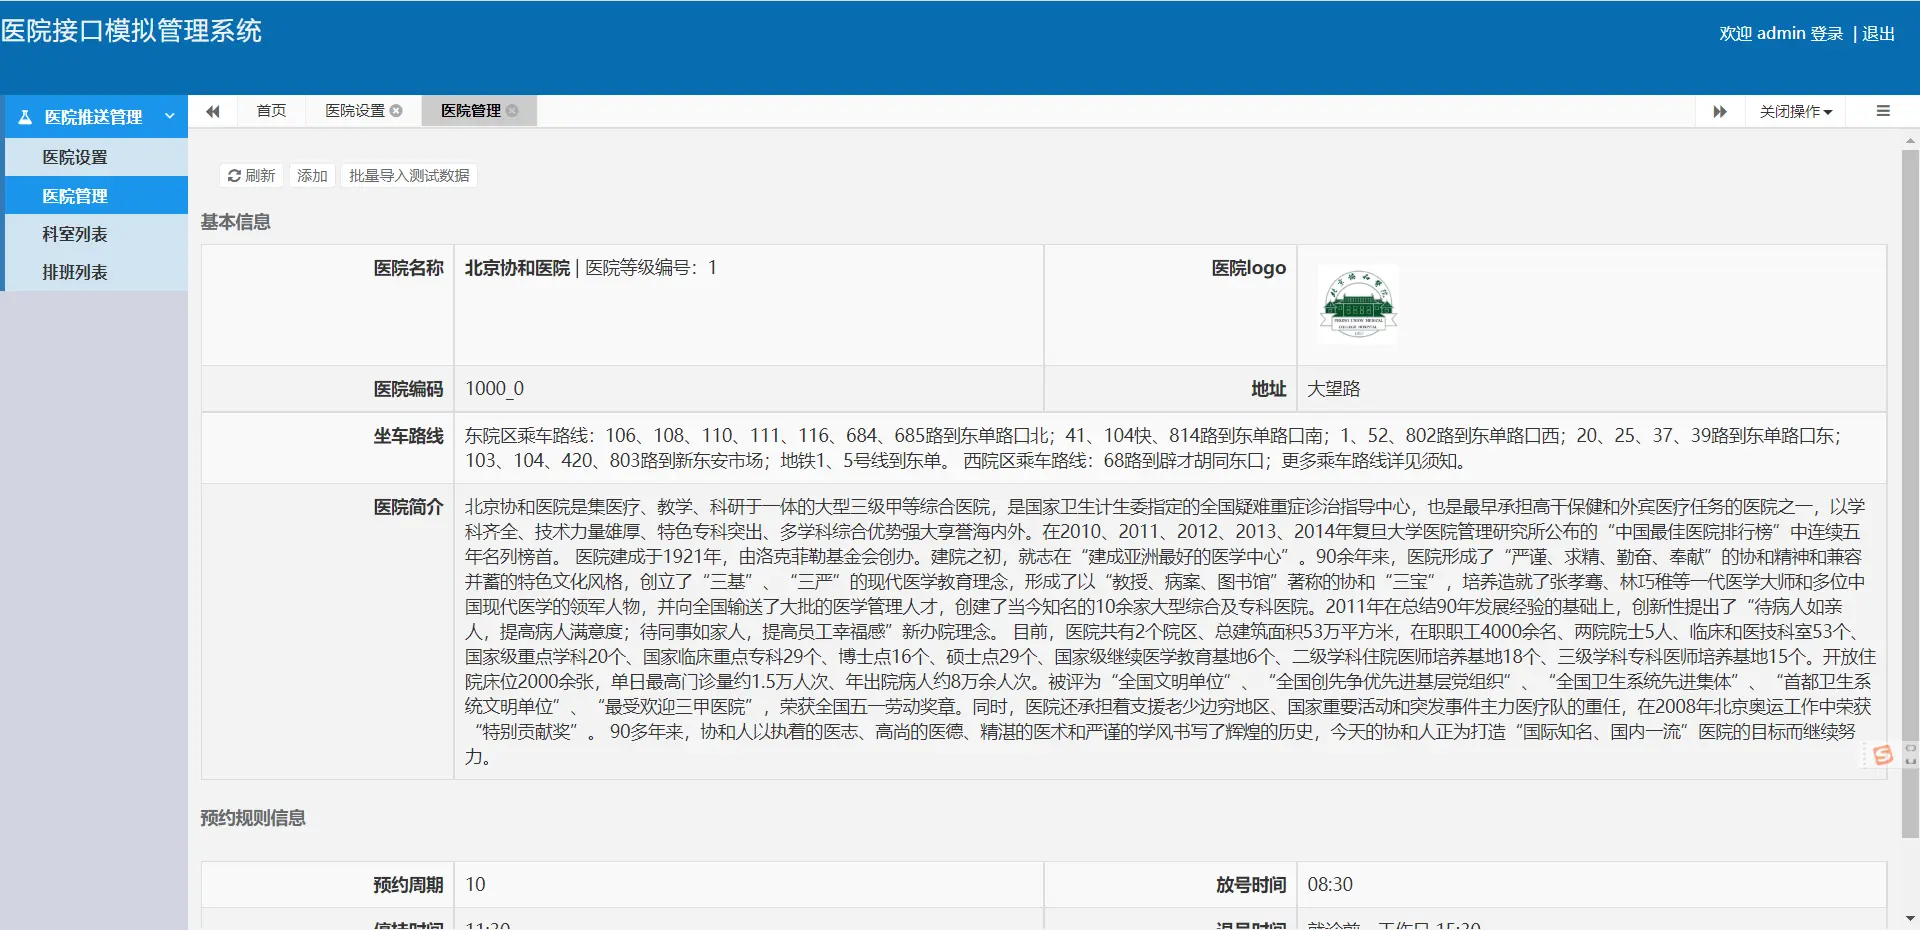 医院接口模拟管理系统
欢迎 admin 登录 | 退出
医院推送管理
医院设置
医院管理
科室列表
排班列表
首页
医院设置
医院管理
关闭操作
刷新
添加
批量导入测试数据
基本信息
医院名称
北京协和医院 | 医院等级编号：1
医院logo
北京协和医院
PEKING UNION MEDICAL
COLLEGE HOSPITAL
医院编码
1000_0
地址
大望路
坐车路线
东院区乘车路线：106、108、110、111、116、684、685路到东单路口北；41、104快、814路到东单路口南；1、52、802路到东单路口西；20、25、37、39路到东单路口东；
103、104、420、803路到新东安市场；地铁1、5号线到东单。 西院区乘车路线：68路到辟才胡同东口；更多乘车路线详见须知。
医院简介
北京协和医院是集医疗、教学、科研于一体的大型三级甲等综合医院，是国家卫生计生委指定的全国疑难重症诊治指导中心，也是最早承担高干保健和外宾医疗任务的医院之一，以学
科齐全、技术力量雄厚、特色专科突出、多学科综合优势强大享誉海内外。在2010、2011、2012、2013、2014年复旦大学医院管理研究所公布的“中国最佳医院排行榜”中连续五
年名列榜首。 医院建成于1921年，由洛克菲勒基金会创办。建院之初，就志在“建成亚洲最好的医学中心”。90余年来，医院形成了“严谨、求精、勤奋、奉献”的协和精神和兼容
并蓄的特色文化风格，创立了“三基”、“三严”的现代医学教育理念，形成了以“教授、病案、图书馆”著称的协和“三宝”，培养造就了张孝骞、林巧稚等一代医学大师和多位中
国现代医学的领军人物，并向全国输送了大批的医学管理人才，创建了当今知名的10余家大型综合及专科医院。2011年在总结90年发展经验的基础上，创新性提出了“待病人如亲
人，提高病人满意度；待同事如家人，提高员工幸福感”新办院理念。 目前，医院共有2个院区、总建筑面积53万平方米，在职职工4000余名、两院院士5人、临床和医技科室53个、
国家级重点学科20个、国家临床重点专科29个、博士点16个、硕士点29个、国家级继续医学教育基地6个、二级学科住院医师培养基地18个、三级学科专科医师培养基地15个。开放住
院床位2000余张，单日最高门诊量约1.5万人次、年出院病人约8万余人次。被评为“全国文明单位”、“全国创先争优先进基层党组织”、“全国卫生系统先进集体”、“首都卫生系
统文明单位”、“最受欢迎三甲医院”，荣获全国五一劳动奖章。同时，医院还承担着支援老少边穷地区、国家重要活动和突发事件主力医疗队的重任，在2008年北京奥运工作中荣获
“特别贡献奖”。 90多年来，协和人以执着的医志、高尚的医德、精湛的医术和严谨的学风书写了辉煌的历史，今天的协和人正为打造“国际知名、国内一流”医院的目标而继续努
力。
预约规则信息
预约周期
10
放号时间
08:30
停挂时间
11:30
退号时间
就诊前一工作日 15:30